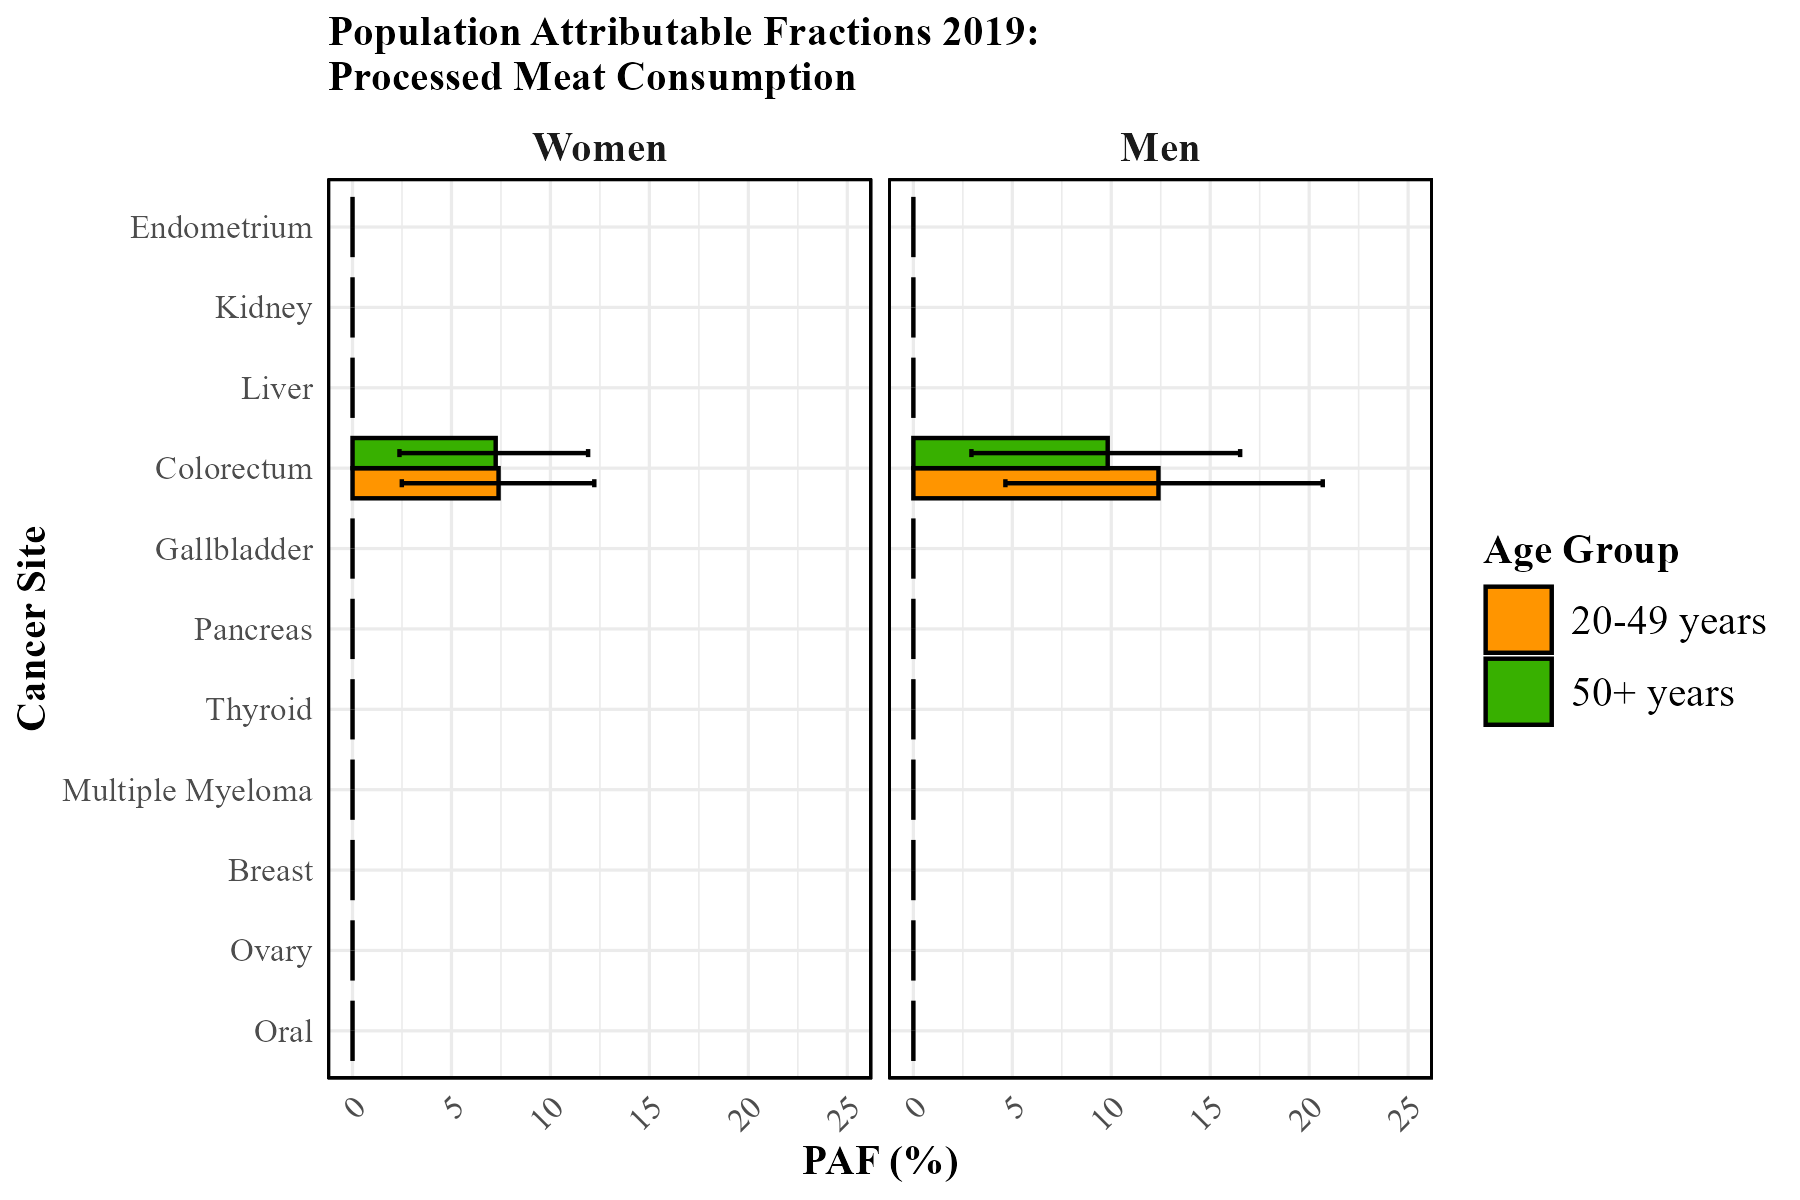 Population Attributable Fractions 2019:
Processed Meat Consumption
Women
Men
Endometrium
Kidney
Liver
Colorectum
Gallbladder
Pancreas
Thyroid
Multiple Myeloma
Breast
Ovary
Oral
Cancer Site
0 5 10 15 20 25
0 5 10 15 20 25
PAF (%)
Age Group
20-49 years
50+ years